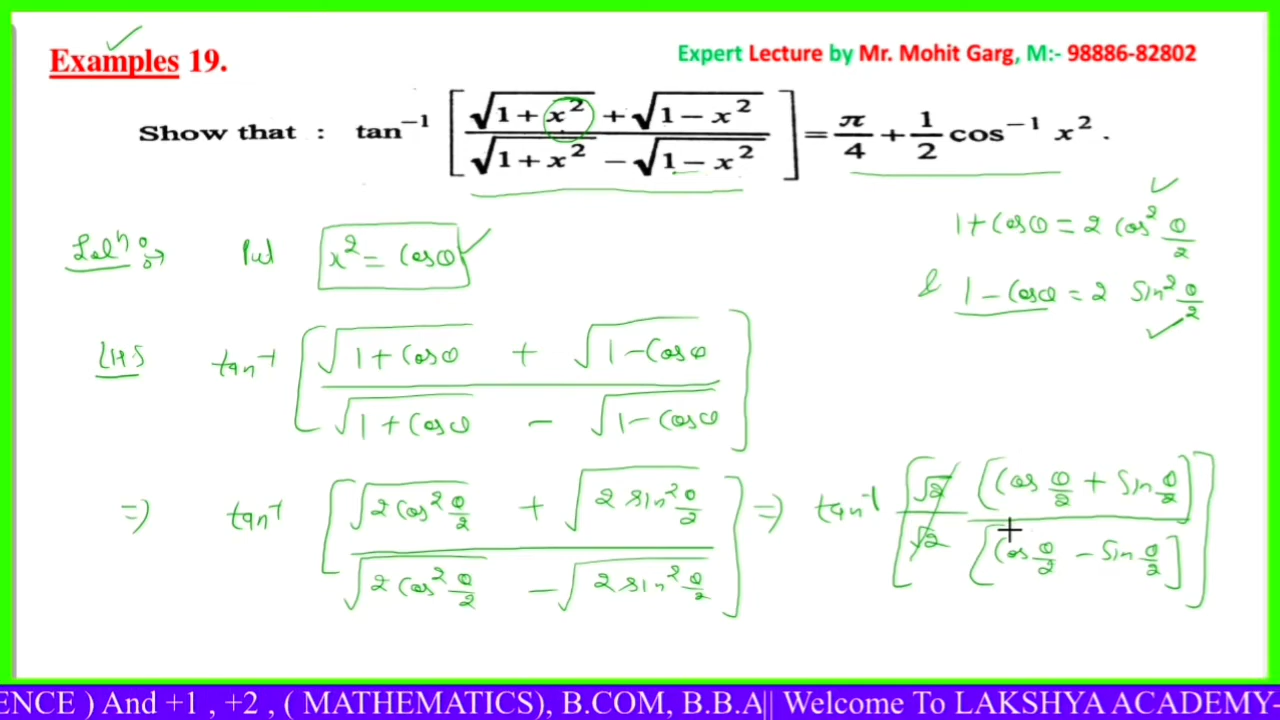 Examples 19.
Expert Lecture by Mr. Mohit Garg, M:- 98886-82802
Show that : tan⁻¹ [(√(1+x²) + √(1−x²)) / (√(1+x²) − √(1−x²))] = π/4 + 1/2 cos⁻¹ x².
1+Cosθ = 2 Cos² θ/2
Solⁿ: → Put x² = Cosθ
& 1 − Cosθ = 2 Sin² θ/2
LHS tan⁻¹ [(√(1+Cosθ) + √(1−Cosθ)) / (√(1+Cosθ) − √(1−Cosθ))]
⇒ tan⁻¹ [(√(2 Cos² θ/2) + √(2 sin² θ/2)) / (√(2 Cos² θ/2) − √(2 sin² θ/2))] ⇒ tan⁻¹ [√2 (Cos θ/2 + Sin θ/2) / √2 [Cos θ/2 − Sin θ/2]]
ENCE ) And +1 , +2 , ( MATHEMATICS), B.COM, B.B.A|| Welcome To LAKSHYA ACADEMY-